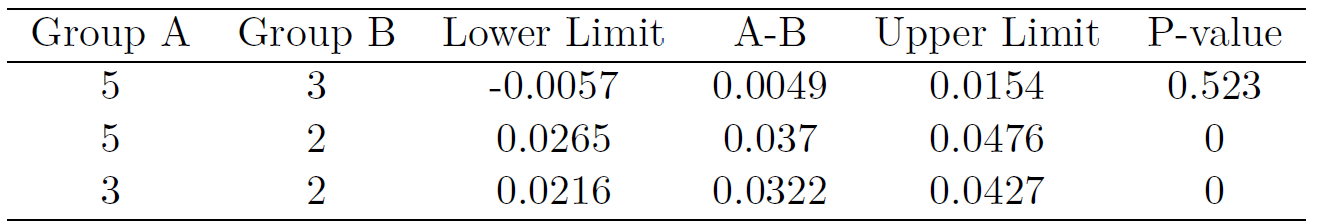 Group A Group B Lower Limit A-B Upper Limit P-value
5 3 -0.0057 0.0049 0.0154 0.523
5 2 0.0265 0.037 0.0476 0
3 2 0.0216 0.0322 0.0427 0